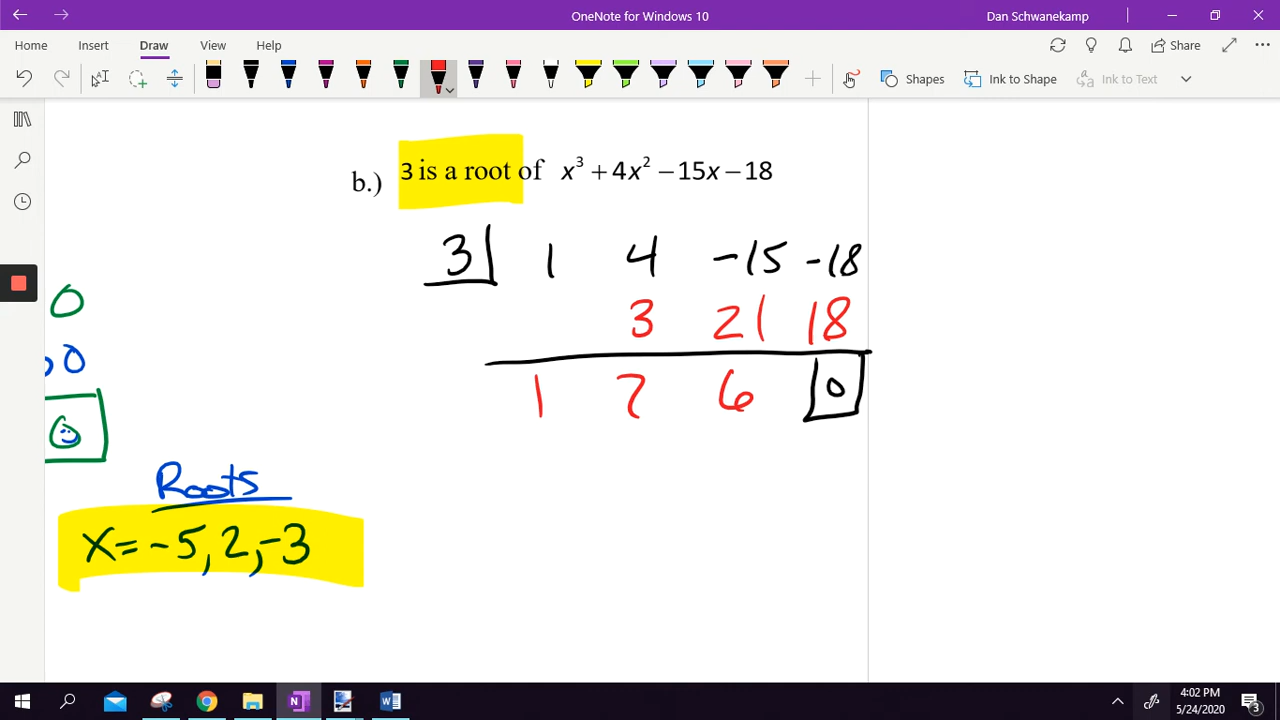 OneNote for Windows 10
Dan Schwanekamp
Home Insert Draw View Help
Share
Shapes Ink to Shape Ink to Text
b.) 3 is a root of x³ + 4x² − 15x − 18
3 1 4 -15 -18
3 21 18
1 7 6 0
0
0
Roots
x = -5, 2, -3
4:02 PM
5/24/2020
3